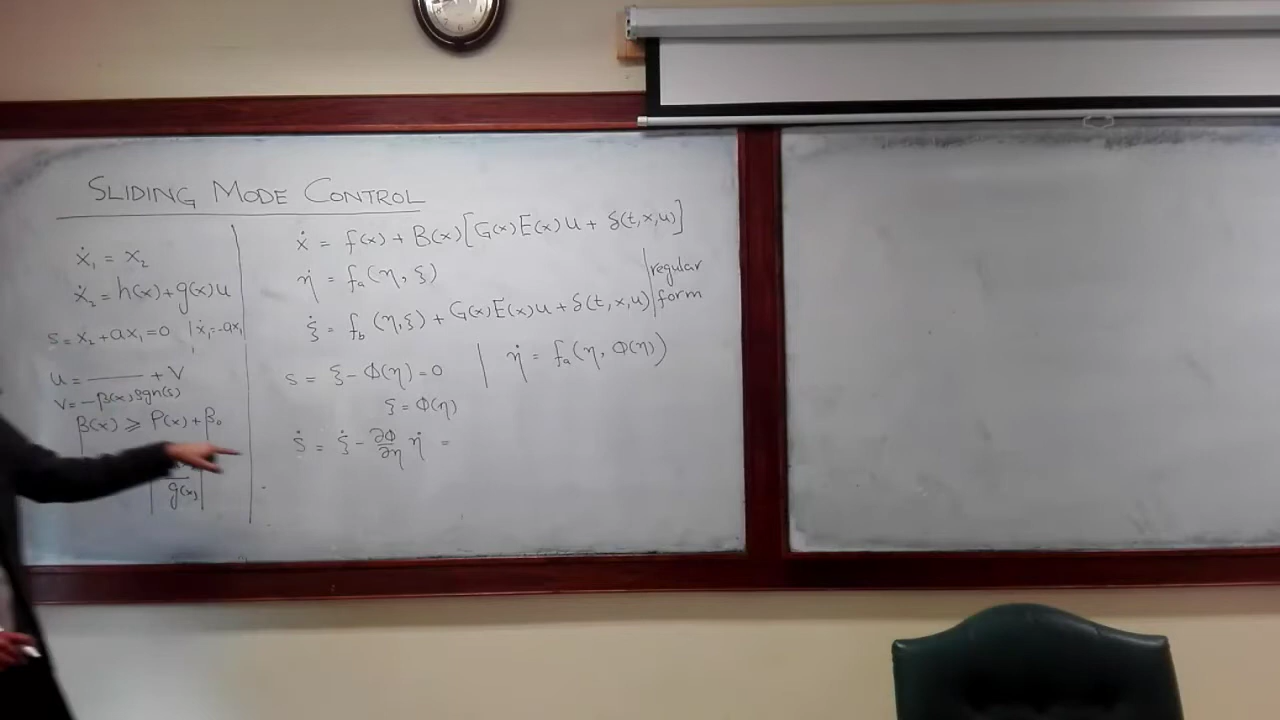 SLIDING MODE CONTROL
ẋ₁ = x₂
ẋ₂ = h(x) + g(x)u
s = x₂ + ax₁ = 0 | ẋ₁ = -ax₁
u = ——— + v
v = -β(x) sgn(s)
β(x) ≥ ρ(x) + β₀
g(x)
ẋ = f(x) + B(x)[G(x)E(x)u + δ(t,x,u)]
η̇ = fₐ(η, ξ)
ξ̇ = f_b(η,ξ) + G(x)E(x)u + δ(t,x,u)
regular
form
s = ξ - Φ(η) = 0 | η̇ = fₐ(η, Φ(η))
ξ = Φ(η)
ṡ = ξ̇ - ∂Φ/∂η η̇ =